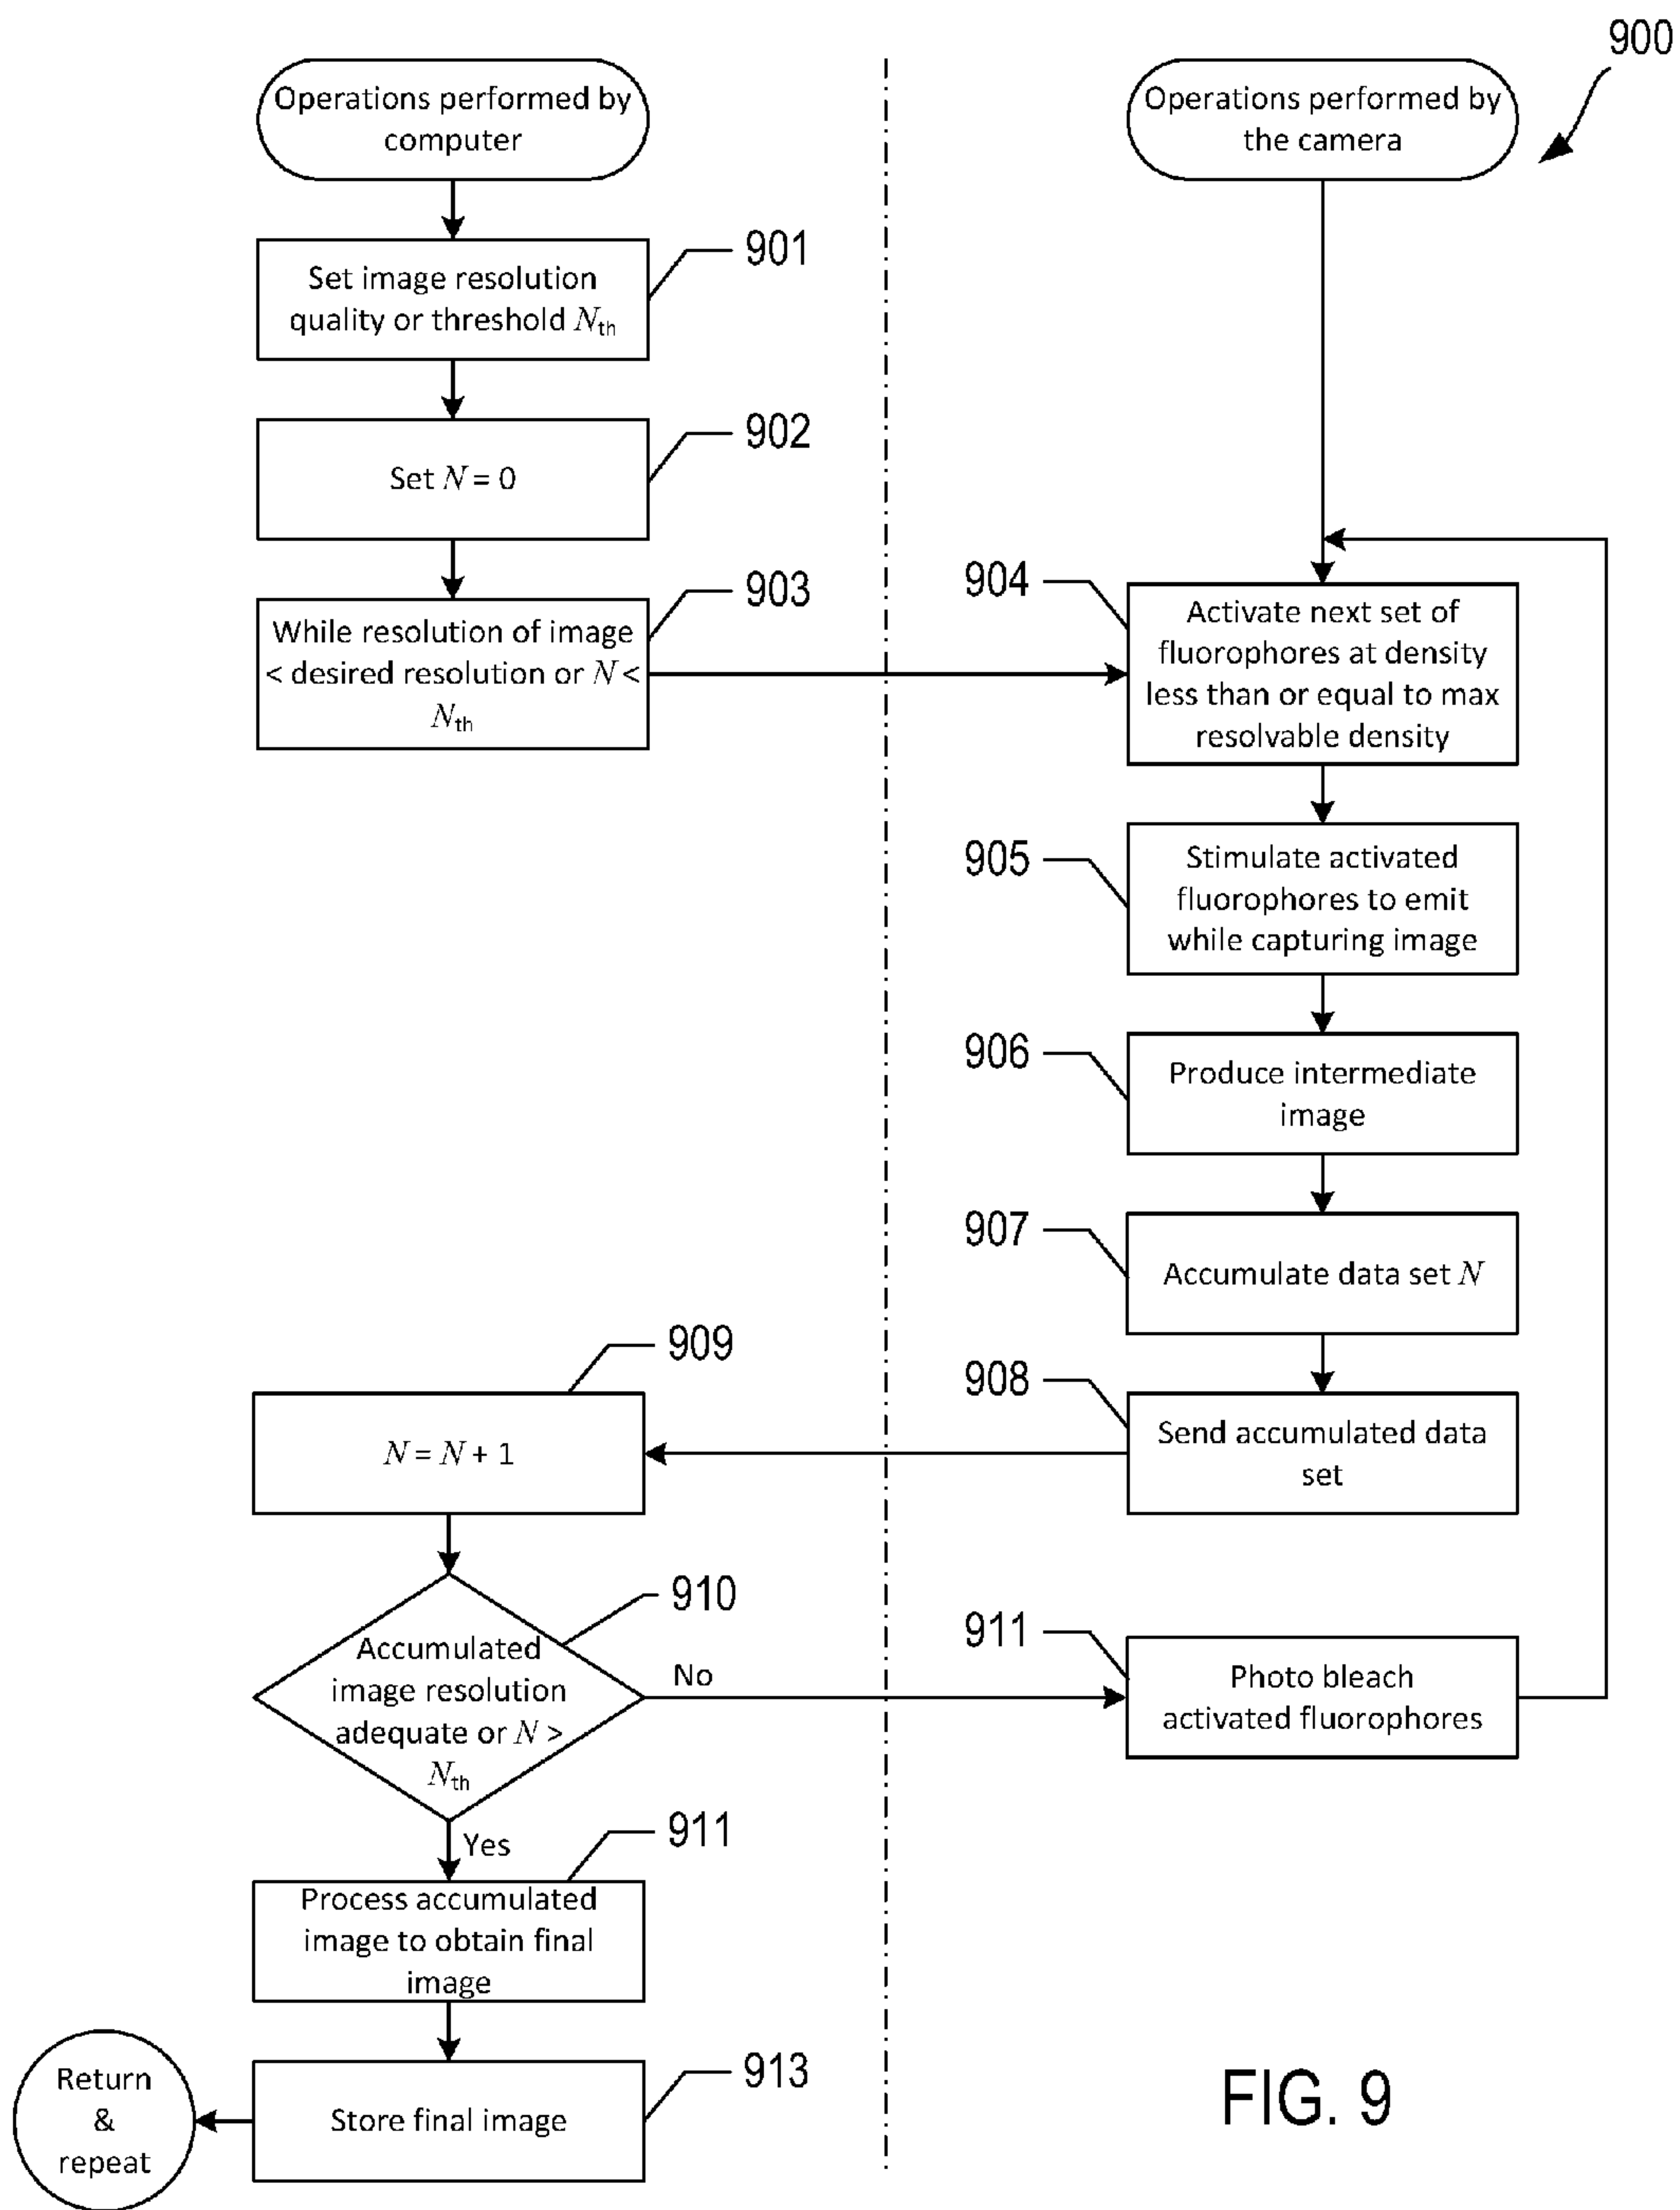 900
Operations performed by
computer
Operations performed by
the camera
901
Set image resolution
quality or threshold Nth
902
Set N = 0
903
While resolution of image
< desired resolution or N <
Nth
904
Activate next set of
fluorophores at density
less than or equal to max
resolvable density
905
Stimulate activated
fluorophores to emit
while capturing image
906
Produce intermediate
image
907
Accumulate data set N
908
Send accumulated data
set
909
N = N + 1
910
Accumulated
image resolution
adequate or N >
Nth
No
911
Photo bleach
activated fluorophores
Yes
911
Process accumulated
image to obtain final
image
913
Store final image
Return
&
repeat
FIG. 9